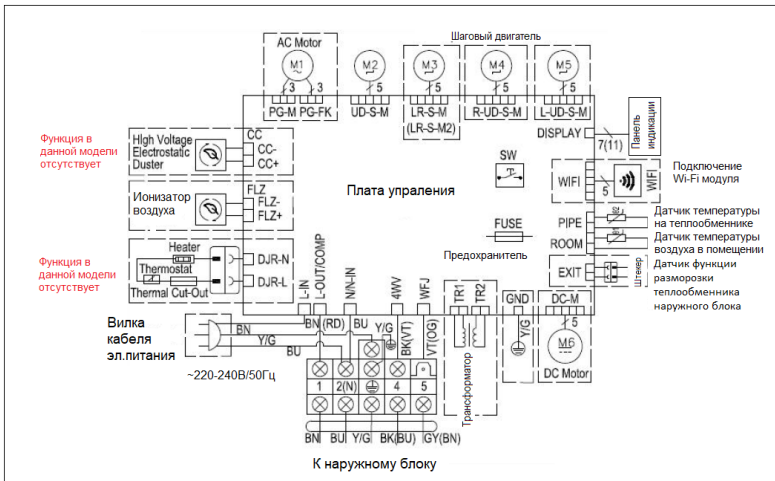 AC Motor
Шаговый двигатель
M1
M2
M3
M4
M5
3
3
5
5
5
5
PG-M PG-FK
UD-S-M
LR-S-M
(LR-S-M2)
R-UD-S-M
L-UD-S-M
Функция в
данной модели
отсутствует
High Voltage
Electrostatic
Duster
CC
CC-
CC+
DISPLAY
7(11)
Панель
индикации
SW
Ионизатор
воздуха
FLZ
FLZ-
FLZ+
Плата упраления
WIFI
5
WIFI
Подключение
Wi-Fi модуля
FUSE
Предохранитель
PIPE
Датчик температуры
на теплообменнике
ROOM
Датчик температуры
воздуха в помещении
Функция в
данной модели
отсутствует
Heater
Thermostat
Thermal Cut-Out
DJR-N
DJR-L
EXIT
Штекер
Датчик функции
разморозки
теплообменника
наружного блока
L-IN
L-OUT/COMP
N/N-IN
4WV
WFJ
TR1
TR2
GND
DC-M
Вилка
кабеля
эл.питания
BN
BN (RD)
BU
Y/G
BK(VT)
VT(OG)
Y/G
BU
Y/G
5
M6
DC Motor
Трансформатор
~220-240В/50Гц
1
2(N)
4
5
BN
BU
Y/G
BK(BU)
GY(BN)
К наружному блоку